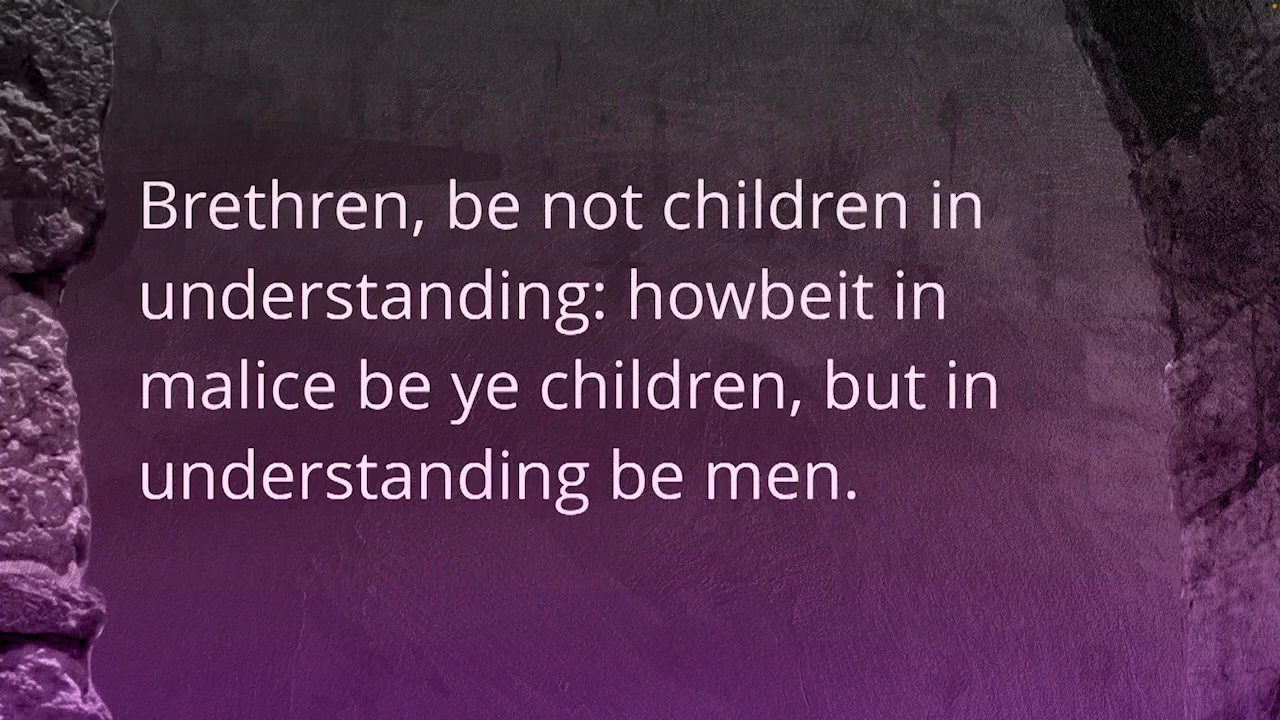 Brethren, be not children in
understanding: howbeit in
malice be ye children, but in
understanding be men.